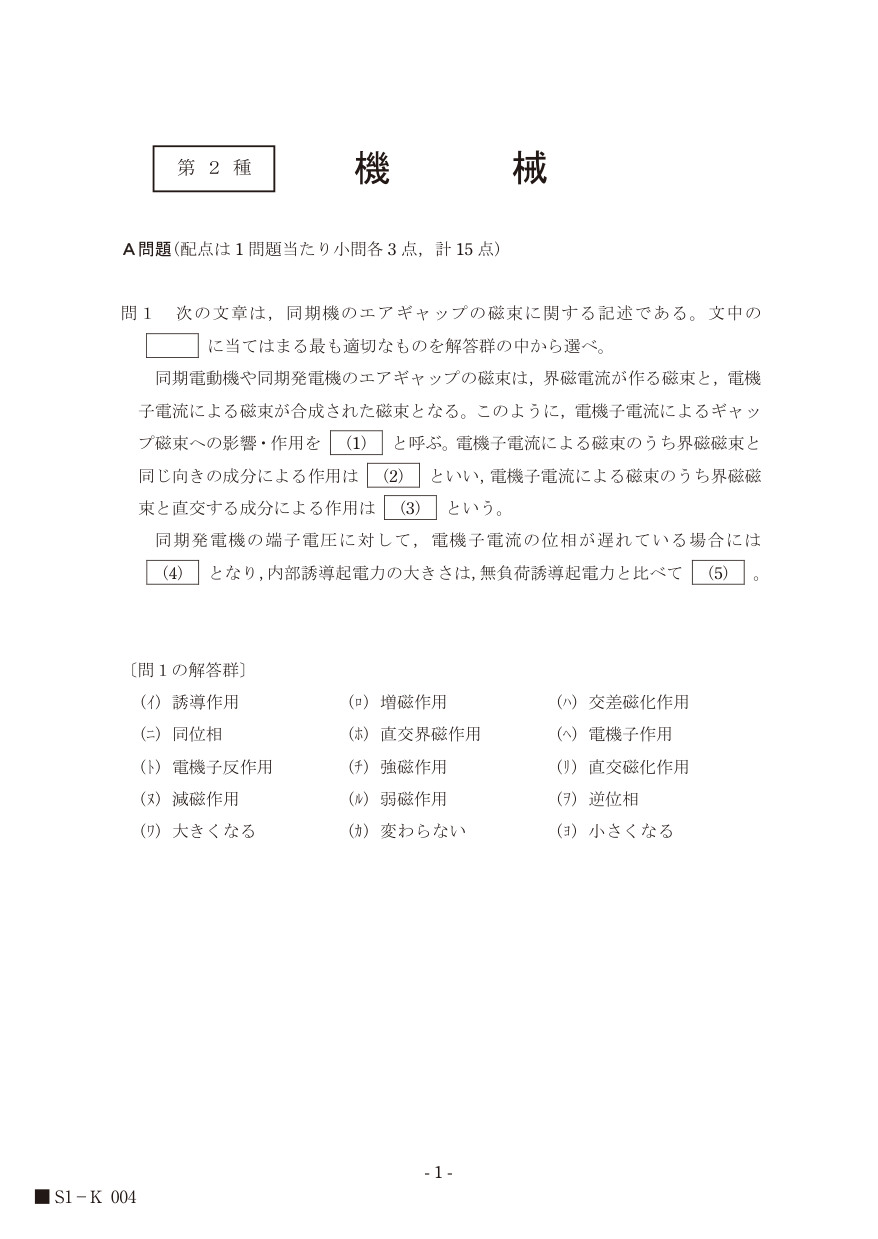 第 2 種 機 械
A問題(配点は 1 問題当たり小問各 3 点，計 15 点)
問 1 次の文章は，同期機のエアギャップの磁束に関する記述である。文中の
に当てはまる最も適切なものを解答群の中から選べ。
同期電動機や同期発電機のエアギャップの磁束は，界磁電流が作る磁束と，電機
子電流による磁束が合成された磁束となる。このように，電機子電流によるギャッ
プ磁束への影響・作用を (1) と呼ぶ。電機子電流による磁束のうち界磁磁束と
同じ向きの成分による作用は (2) といい，電機子電流による磁束のうち界磁磁
束と直交する成分による作用は (3) という。
同期発電機の端子電圧に対して，電機子電流の位相が遅れている場合には
(4) となり，内部誘導起電力の大きさは，無負荷誘導起電力と比べて (5) 。
〔問 1 の解答群〕
(ｲ) 誘導作用 (ﾛ) 増磁作用 (ﾊ) 交差磁化作用
(ﾆ) 同位相 (ﾎ) 直交界磁作用 (ﾍ) 電機子作用
(ﾄ) 電機子反作用 (ﾁ) 強磁作用 (ﾘ) 直交磁化作用
(ﾇ) 減磁作用 (ﾙ) 弱磁作用 (ｦ) 逆位相
(ﾜ) 大きくなる (ｶ) 変わらない (ﾖ) 小さくなる
- 1 -
■ S1－K 004